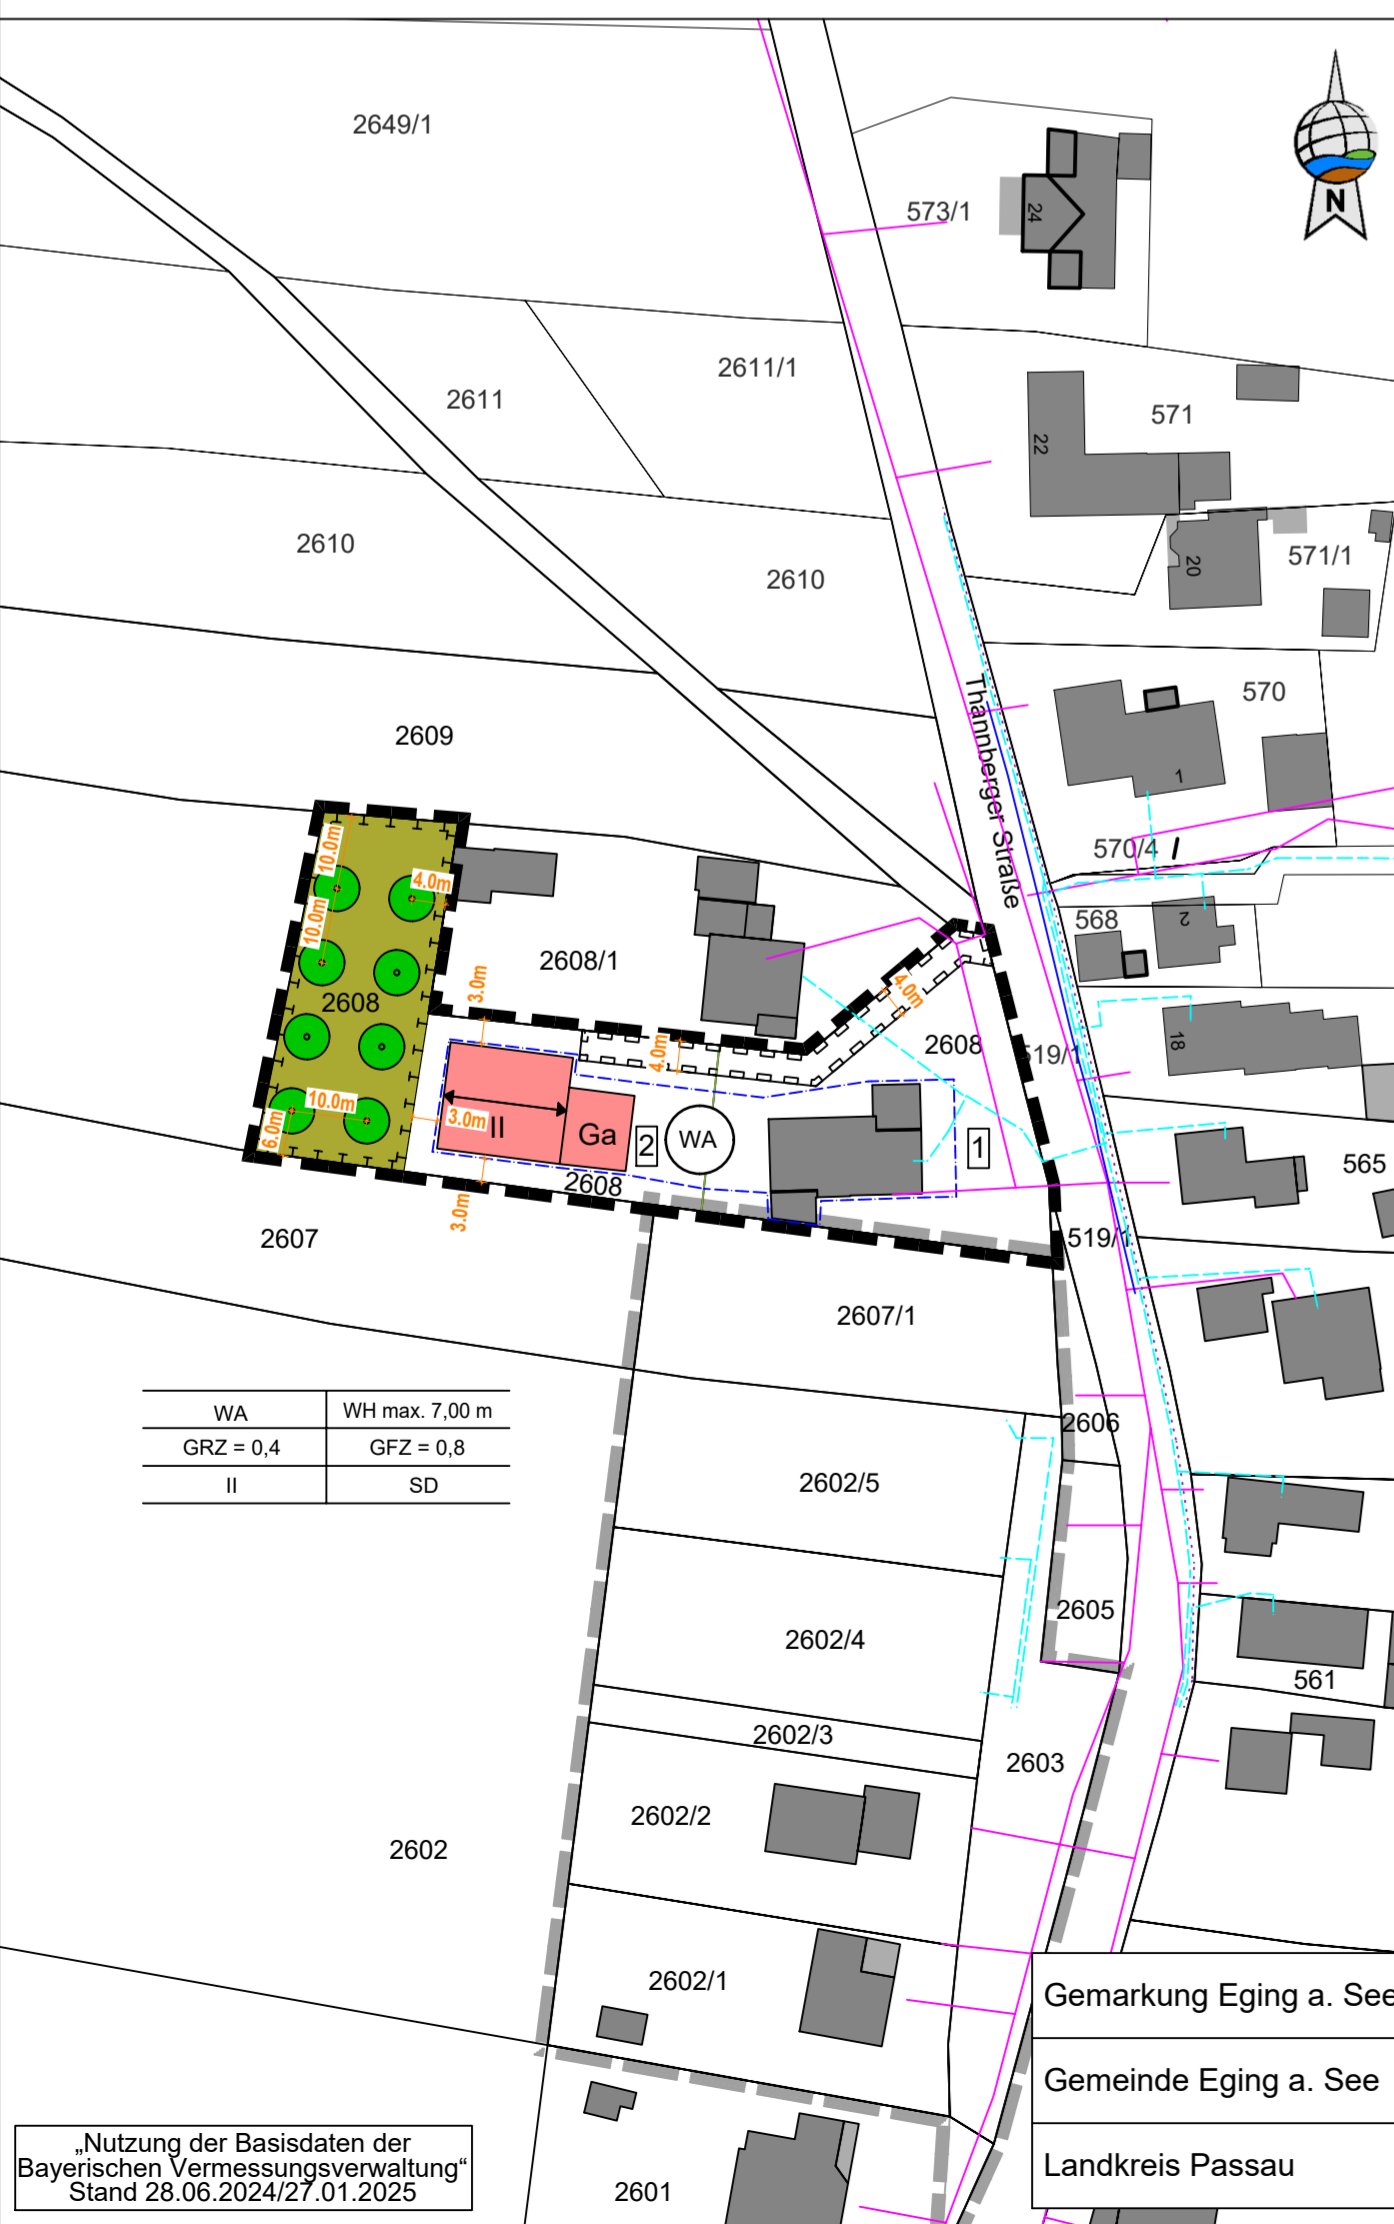 2649/1
573/1
24
N
2611/1
2611
571
22
2610
2610
20
571/1
Thannberger Straße
570
1
2609
570/4
10.0m
4.0m
568
2
10.0m
2608/1
3.0m
4.0m
2608
4.0m
2608
519/1
18
10.0m
3.0m
II
Ga
2
WA
1
6.0m
565
2608
3.0m
2607
519/1
2607/1
WA WH max. 7,00 m
GRZ = 0,4 GFZ = 0,8
II SD
2606
2602/5
2605
2602/4
561
2602/3
2603
2602/2
2602
2602/1
Gemarkung Eging a. See
Gemeinde Eging a. See
Landkreis Passau
„Nutzung der Basisdaten der
Bayerischen Vermessungsverwaltung“
Stand 28.06.2024/27.01.2025
2601